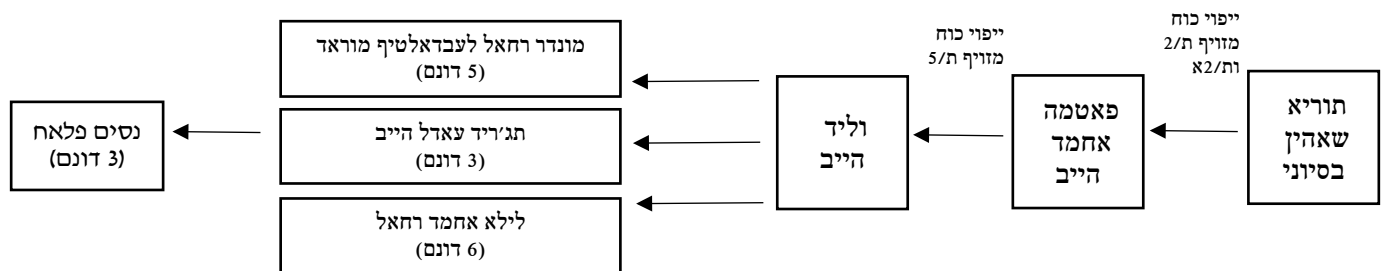 ייפוי כוח
מזויף ת/2
ות/2א
תוריא
שאהין
בסיוני
ייפוי כוח
מזויף ת/5
פאטמה
אחמד
הייב
וליד
הייב
מונדר רחאל לעבדאלטיף מוראד
(5 דונם)
תג'ריד עאדל הייב
(3 דונם)
לילא אחמד רחאל
(6 דונם)
נסים פלאח
(3 דונם)